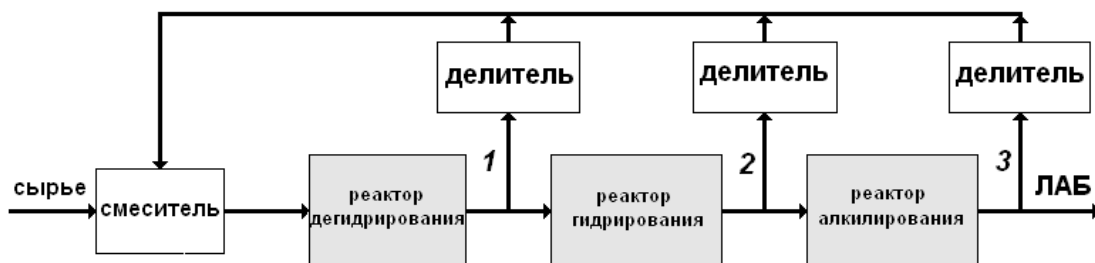 делитель
делитель
делитель
1
2
3
сырье
ЛАБ
смеситель
реактор
дегидрирования
реактор
гидрирования
реактор
алкилирования